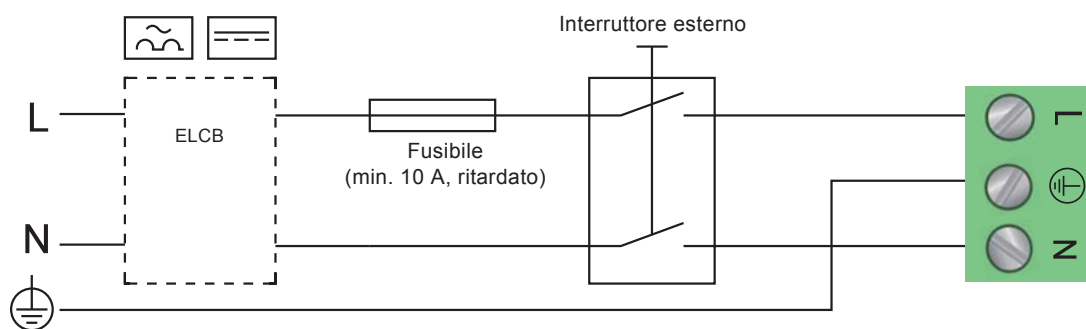 Interruttore esterno
L
ELCB
Fusibile
(min. 10 A, ritardato)
L
N
N